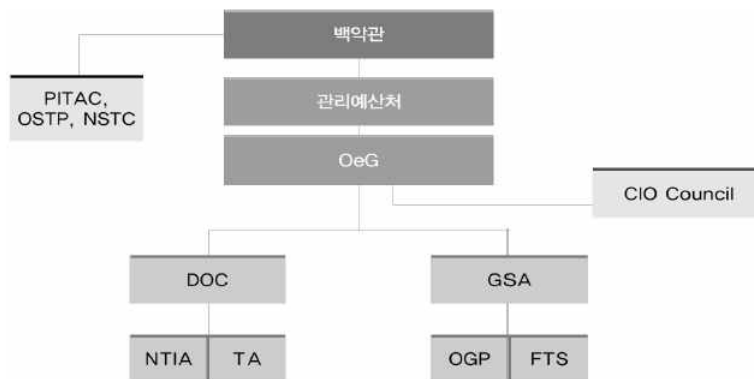 백악관
PITAC,
OSTP, NSTC
관리예산처
OeG
CIO Council
DOC
GSA
NTIA
TA
OGP
FTS